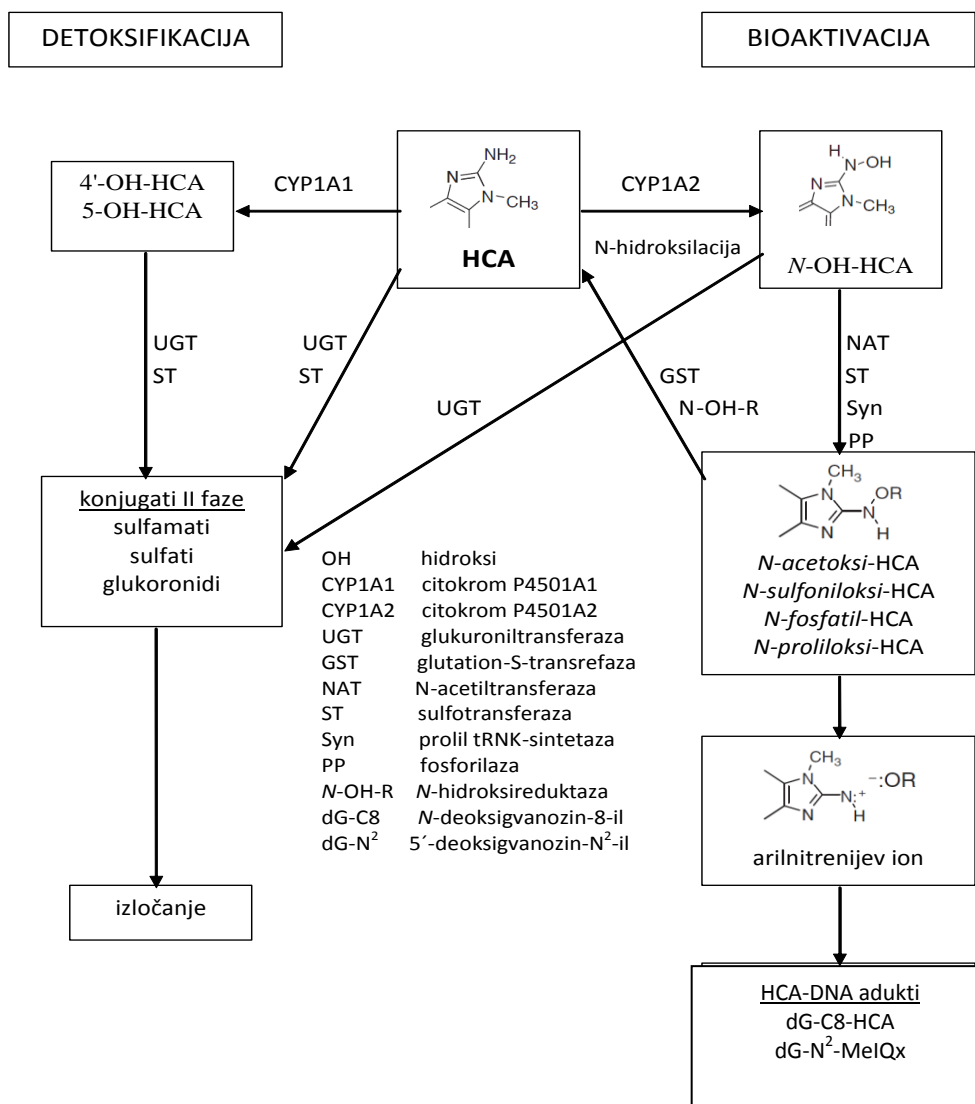 DETOKSIFIKACIJA
BIOAKTIVACIJA
4'-OH-HCA
5-OH-HCA
CYP1A1
NH₂
N
N
CH₃
HCA
CYP1A2
N-hidroksilacija
H
N
OH
N
N
CH₃
N-OH-HCA
UGT
ST
UGT
ST
UGT
GST
N-OH-R
NAT
ST
Syn
PP
konjugati II faze
sulfamati
sulfati
glukoronidi
CH₃
N
OR
N
N
H
N-acetoksi-HCA
N-sulfoniloksi-HCA
N-fosfatil-HCA
N-proliloksi-HCA
OH hidroksi
CYP1A1 citokrom P4501A1
CYP1A2 citokrom P4501A2
UGT glukuroniltransferaza
GST glutation-S-transrefaza
NAT N-acetiltransferaza
ST sulfotransferaza
Syn prolil tRNK-sintetaza
PP fosforilaza
N-OH-R N-hidroksireduktaza
dG-C8 N-deoksigvanozin-8-il
dG-N² 5´-deoksigvanozin-N²-il
CH₃
N
⁻:OR
N:⁺
N
H
arilnitrenijev ion
izločanje
HCA-DNA adukti
dG-C8-HCA
dG-N²-MeIQx